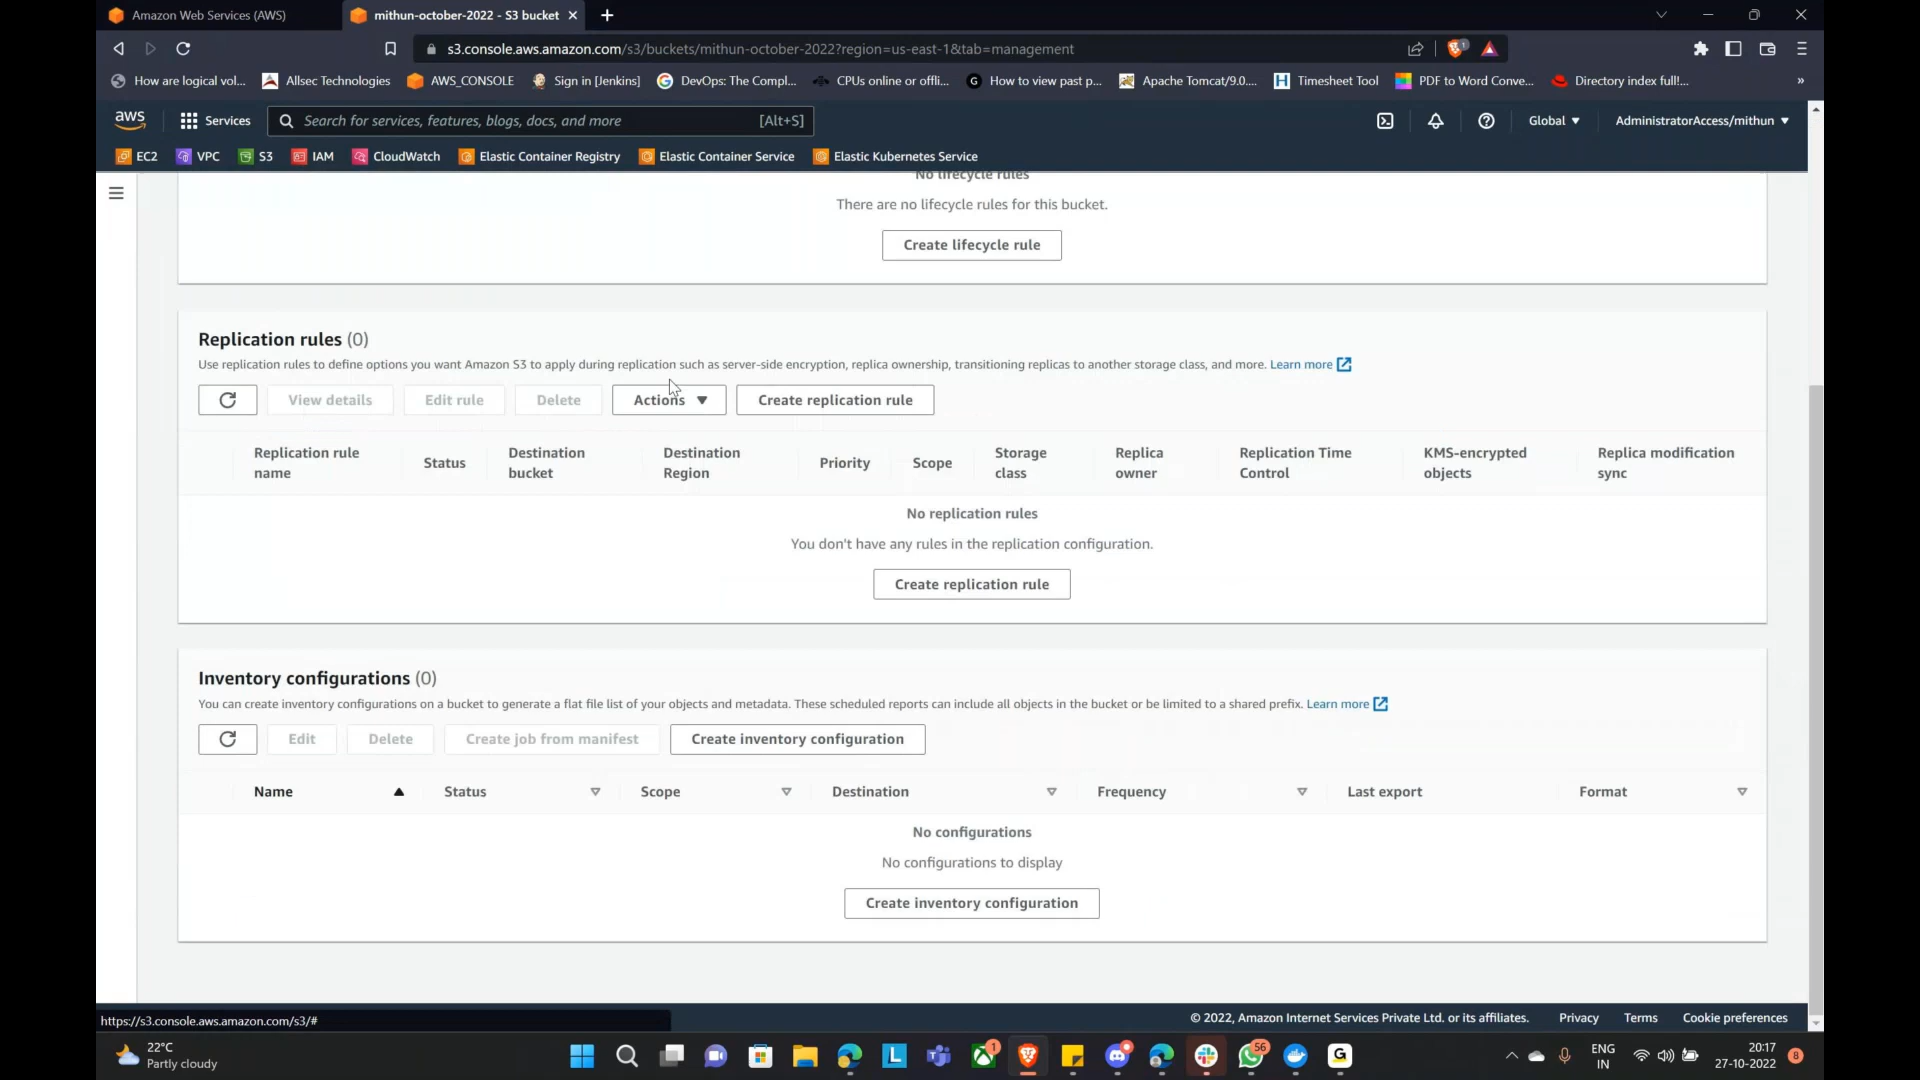 Amazon Web Services (AWS)
mithun-october-2022 - S3 bucket
s3.console.aws.amazon.com/s3/buckets/mithun-october-2022?region=us-east-1&tab=management
1
How are logical vol...
Allsec Technologies
AWS_CONSOLE
Sign in [Jenkins]
DevOps: The Compl...
CPUs online or offli...
G How to view past p...
Apache Tomcat/9.0....
H Timesheet Tool
PDF to Word Conve...
Directory index full!...
»
aws
Services
Search for services, features, blogs, docs, and more [Alt+S]
Global
AdministratorAccess/mithun
EC2
VPC
S3
IAM
CloudWatch
Elastic Container Registry
Elastic Container Service
Elastic Kubernetes Service
No lifecycle rules
There are no lifecycle rules for this bucket.
Create lifecycle rule
Replication rules (0)
Use replication rules to define options you want Amazon S3 to apply during replication such as server-side encryption, replica ownership, transitioning replicas to another storage class, and more. Learn more
View details
Edit rule
Delete
Actions
Create replication rule
Replication rule name
Status
Destination bucket
Destination Region
Priority
Scope
Storage class
Replica owner
Replication Time Control
KMS-encrypted objects
Replica modification sync
No replication rules
You don't have any rules in the replication configuration.
Create replication rule
Inventory configurations (0)
You can create inventory configurations on a bucket to generate a flat file list of your objects and metadata. These scheduled reports can include all objects in the bucket or be limited to a shared prefix. Learn more
Edit
Delete
Create job from manifest
Create inventory configuration
Name
Status
Scope
Destination
Frequency
Last export
Format
No configurations
No configurations to display
Create inventory configuration
https://s3.console.aws.amazon.com/s3/#
© 2022, Amazon Internet Services Private Ltd. or its affiliates.
Privacy
Terms
Cookie preferences
22°C
Partly cloudy
L
1
56
G
ENG
IN
20:17
27-10-2022
8